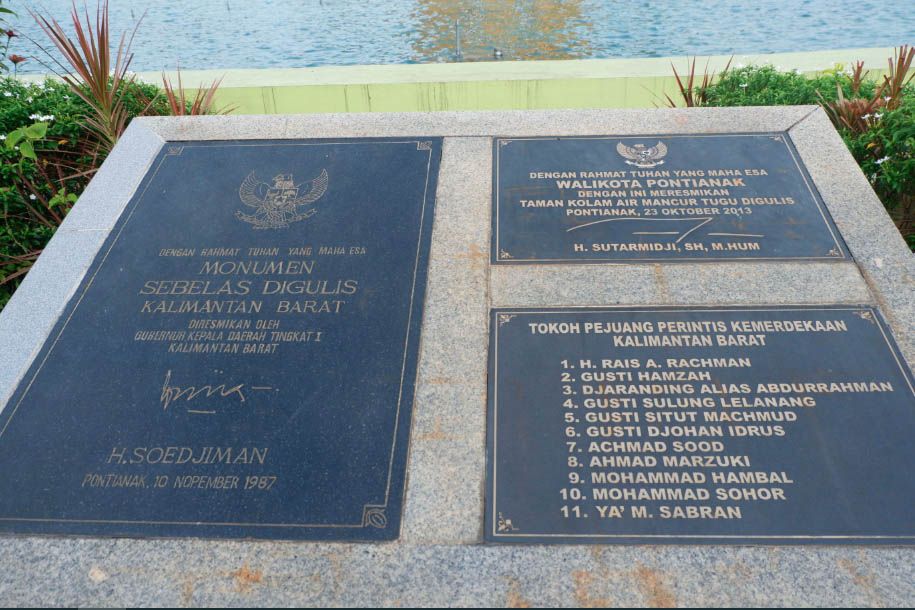 DENGAN RAHMAT TUHAN YANG MAHA ESA
MONUMEN
SEBELAS DIGULIS
KALIMANTAN BARAT
DIRESMIKAN OLEH
GUBERNUR KEPALA DAERAH TINGKAT I
KALIMANTAN BARAT
H.SOEDJIMAN
PONTIANAK, 10 NOPEMBER 1987
DENGAN RAHMAT TUHAN YANG MAHA ESA
WALIKOTA PONTIANAK
DENGAN INI MERESMIKAN
TAMAN KOLAM AIR MANCUR TUGU DIGULIS
PONTIANAK, 23 OKTOBER 2013
H. SUTARMIDJI, SH, M.HUM
TOKOH PEJUANG PERINTIS KEMERDEKAAN
KALIMANTAN BARAT
1. H. RAIS A. RACHMAN
2. GUSTI HAMZAH
3. DJARANDING ALIAS ABDURRAHMAN
4. GUSTI SULUNG LELANANG
5. GUSTI SITUT MACHMUD
6. GUSTI DJOHAN IDRUS
7. ACHMAD SOOD
8. AHMAD MARZUKI
9. MOHAMMAD HAMBAL
10. MOHAMMAD SOHOR
11. YA' M. SABRAN